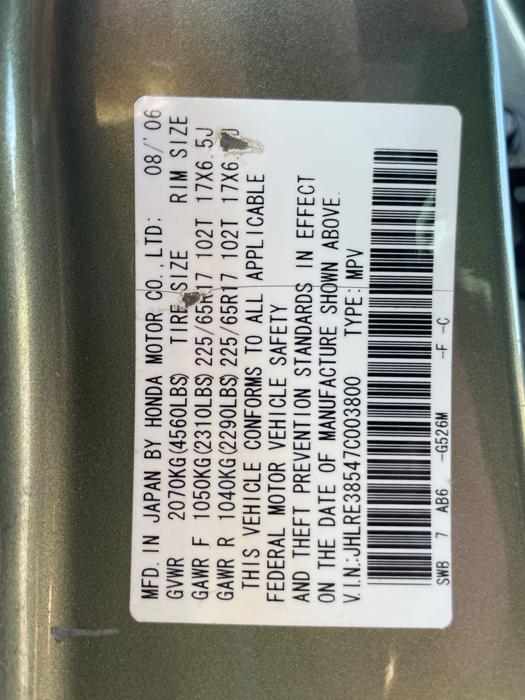 MFD. IN JAPAN BY HONDA MOTOR CO., LTD: 08/'06
GVWR 2070KG(4560LBS) TIRE SIZE RIM SIZE
GAWR F 1050KG(2310LBS) 225/65R17 102T 17X6.5J
GAWR R 1040KG(2290LBS) 225/65R17 102T 17X6. J
THIS VEHICLE CONFORMS TO ALL APPLICABLE
FEDERAL MOTOR VEHICLE SAFETY
AND THEFT PREVENTION STANDARDS IN EFFECT
ON THE DATE OF MANUFACTURE SHOWN ABOVE.
V.I.N.:JHLRE38547C003800 TYPE: MPV
SWB 7 AB6 -G526M -F -C